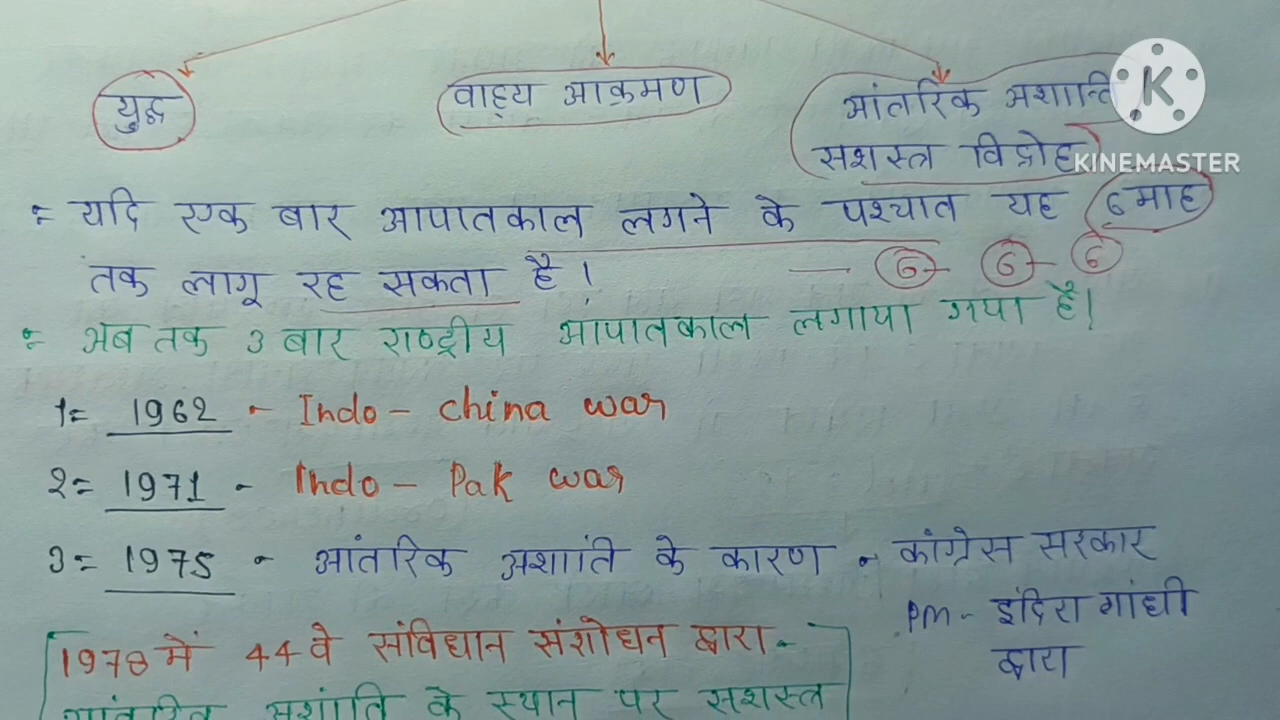 युद्ध वाह्य आक्रमण आंतरिक अशान्ति
सशस्त्र विद्रोह
K
KINEMASTER
यदि एक बार आपातकाल लगने के पश्चात यह 6 माह
तक लागू रह सकता है। — 6 — 6 — 6
अब तक 3 बार राष्ट्रीय आपातकाल लगाया गया है।
1= 1962 - Indo - china war
2= 1971 - Indo - Pak war
3= 1975 - आंतरिक अशांति के कारण - कांग्रेस सरकार
PM - इंदिरा गांधी
द्वारा
1978 में 44 वे संविधान संशोधन द्वारा -
आंतरिक अशांति के स्थान पर सशस्त्र